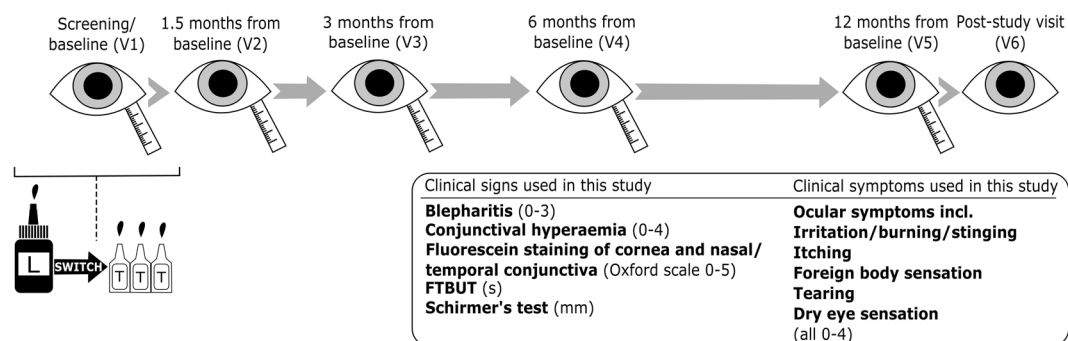 Screening/
baseline (V1)
1.5 months from
baseline (V2)
3 months from
baseline (V3)
6 months from
baseline (V4)
12 months from
baseline (V5)
Post-study visit
(V6)
L
SWITCH
T T T
Clinical signs used in this study
Blepharitis (0-3)
Conjunctival hyperaemia (0-4)
Fluorescein staining of cornea and nasal/
temporal conjunctiva (Oxford scale 0-5)
FTBUT (s)
Schirmer's test (mm)
Clinical symptoms used in this study
Ocular symptoms incl.
Irritation/burning/stinging
Itching
Foreign body sensation
Tearing
Dry eye sensation
(all 0-4)